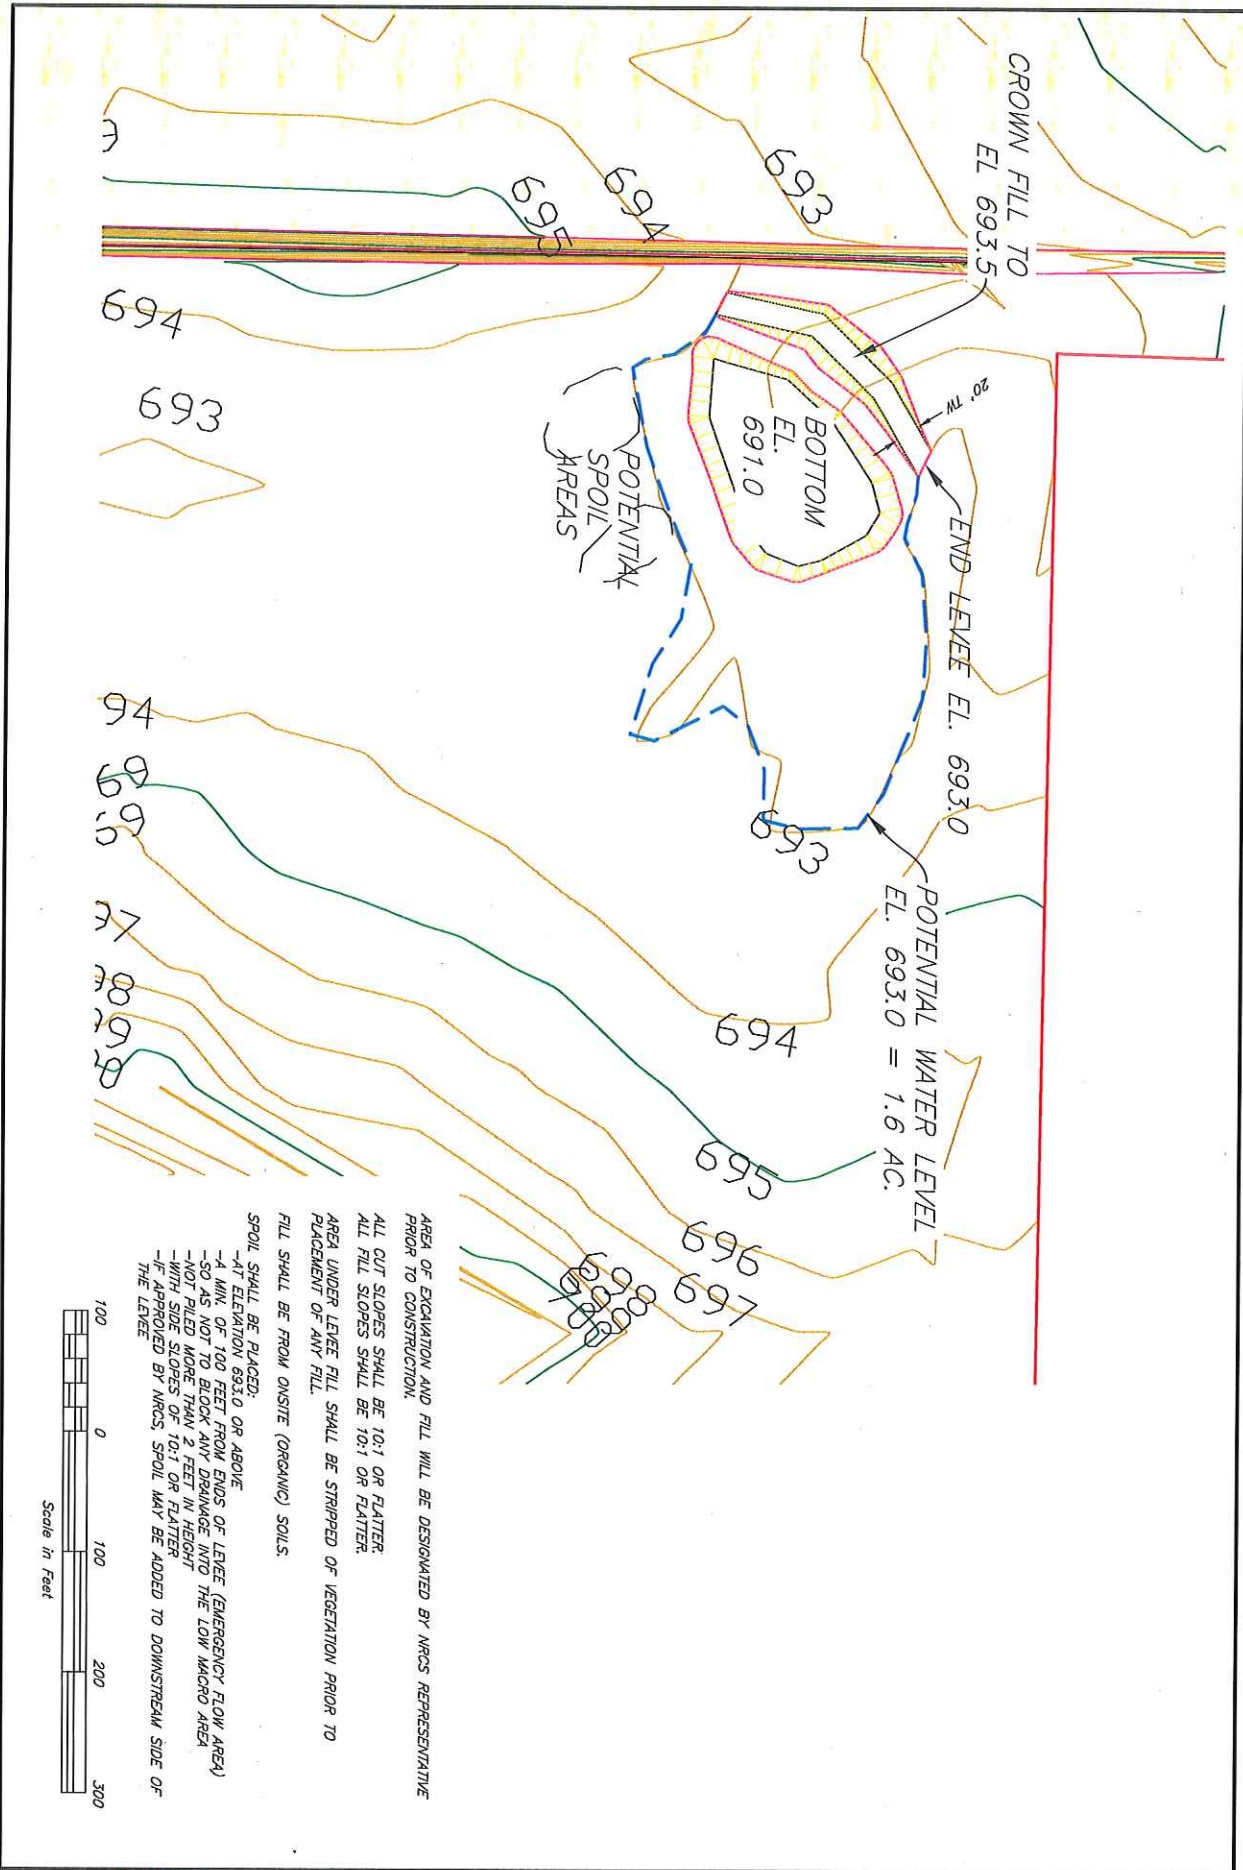 CROWN FILL TO
EL 693.5
693
694
695
694
693
20' TW
BOTTOM
EL.
691.0
END LEVEE EL. 693.0
POTENTIAL
SPOIL
AREAS
693
POTENTIAL WATER LEVEL
EL. 693.0 = 1.6 AC.
94
97
98
99
694
695
696
697
698
AREA OF EXCAVATION AND FILL WILL BE DESIGNATED BY NRCS REPRESENTATIVE
PRIOR TO CONSTRUCTION.
ALL CUT SLOPES SHALL BE 10:1 OR FLATTER.
ALL FILL SLOPES SHALL BE 10:1 OR FLATTER.
AREA UNDER LEVEE FILL SHALL BE STRIPPED OF VEGETATION PRIOR TO
PLACEMENT OF ANY FILL.
FILL SHALL BE FROM ONSITE (ORGANIC) SOILS.
SPOIL SHALL BE PLACED:
-AT ELEVATION 693.0 OR ABOVE
-A MIN. OF 100 FEET FROM ENDS OF LEVEE (EMERGENCY FLOW AREA)
-SO AS NOT TO BLOCK ANY DRAINAGE INTO THE LOW MACRO AREA
-NOT PILED MORE THAN 2 FEET IN HEIGHT
-WITH SIDE SLOPES OF 10:1 OR FLATTER
-IF APPROVED BY NRCS, SPOIL MAY BE ADDED TO DOWNSTREAM SIDE OF
THE LEVEE
100 0 100 200 300
Scale in Feet